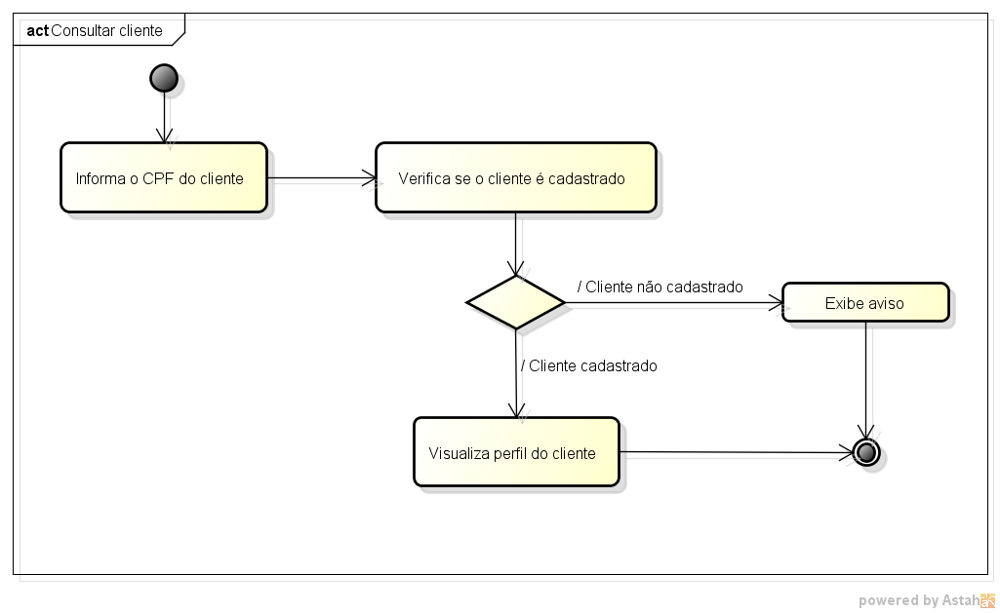 act Consultar cliente
Informa o CPF do cliente
Verifica se o cliente é cadastrado
/ Cliente não cadastrado
Exibe aviso
/ Cliente cadastrado
Visualiza perfil do cliente
powered by Astah